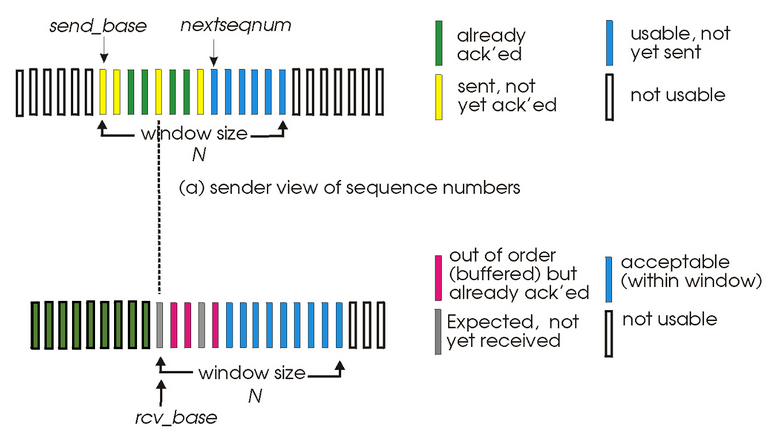 send_base
nextseqnum
already
ack'ed
usable, not
yet sent
sent, not
yet ack'ed
not usable
window size
N
(a) sender view of sequence numbers
out of order
(buffered) but
already ack'ed
acceptable
(within window)
Expected, not
yet received
not usable
window size
N
rcv_base